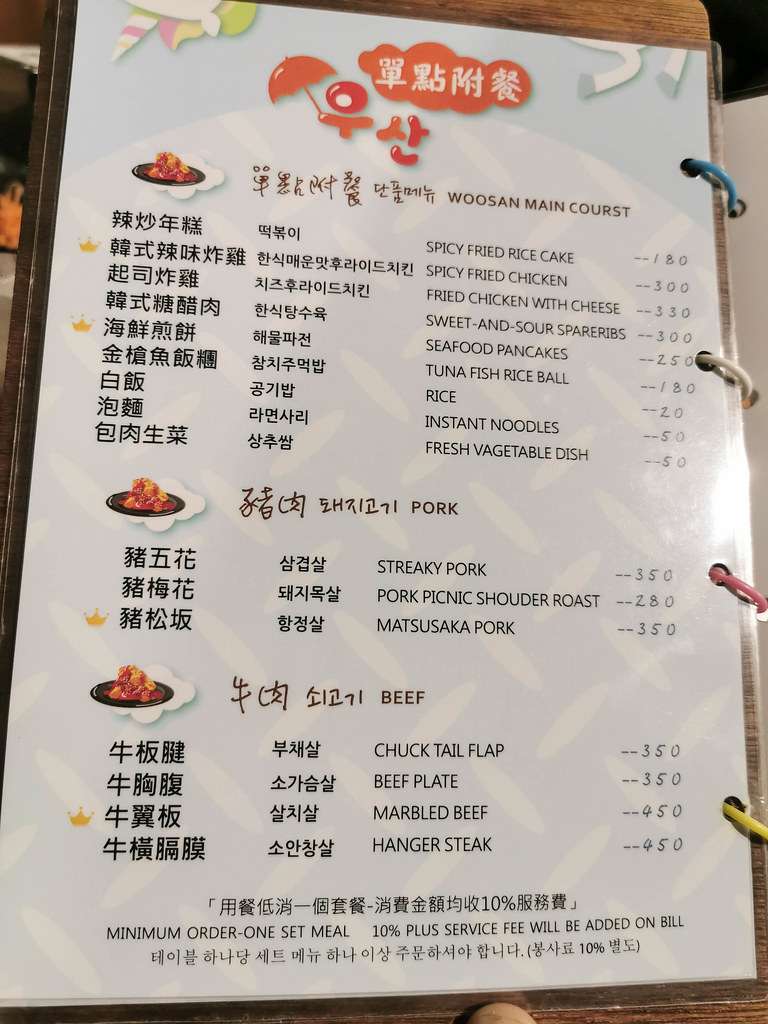 單點附餐
우산
單點附餐 단품메뉴 WOOSAN MAIN COURST
辣炒年糕 떡볶이 SPICY FRIED RICE CAKE --180
韓式辣味炸雞 한식매운맛후라이드치킨 SPICY FRIED CHICKEN --300
起司炸雞 치즈후라이드치킨 FRIED CHICKEN WITH CHEESE --330
韓式糖醋肉 한식탕수육 SWEET-AND-SOUR SPARERIBS --300
海鮮煎餅 해물파전 SEAFOOD PANCAKES --250
金槍魚飯糰 참치주먹밥 TUNA FISH RICE BALL --180
白飯 공기밥 RICE --20
泡麵 라면사리 INSTANT NOODLES --50
包肉生菜 상추쌈 FRESH VAGETABLE DISH --50
豬肉 돼지고기 PORK
豬五花 삼겹살 STREAKY PORK --350
豬梅花 돼지목살 PORK PICNIC SHOUDER ROAST --280
豬松坂 항정살 MATSUSAKA PORK --350
牛肉 쇠고기 BEEF
牛板腱 부채살 CHUCK TAIL FLAP --350
牛胸腹 소가슴살 BEEF PLATE --350
牛翼板 살치살 MARBLED BEEF --450
牛橫膈膜 소안창살 HANGER STEAK --450
「用餐低消一個套餐-消費金額均收10%服務費」
MINIMUM ORDER-ONE SET MEAL 10% PLUS SERVICE FEE WILL BE ADDED ON BILL
테이블 하나당 세트 메뉴 하나 이상 주문하셔야 합니다. (봉사료 10% 별도)